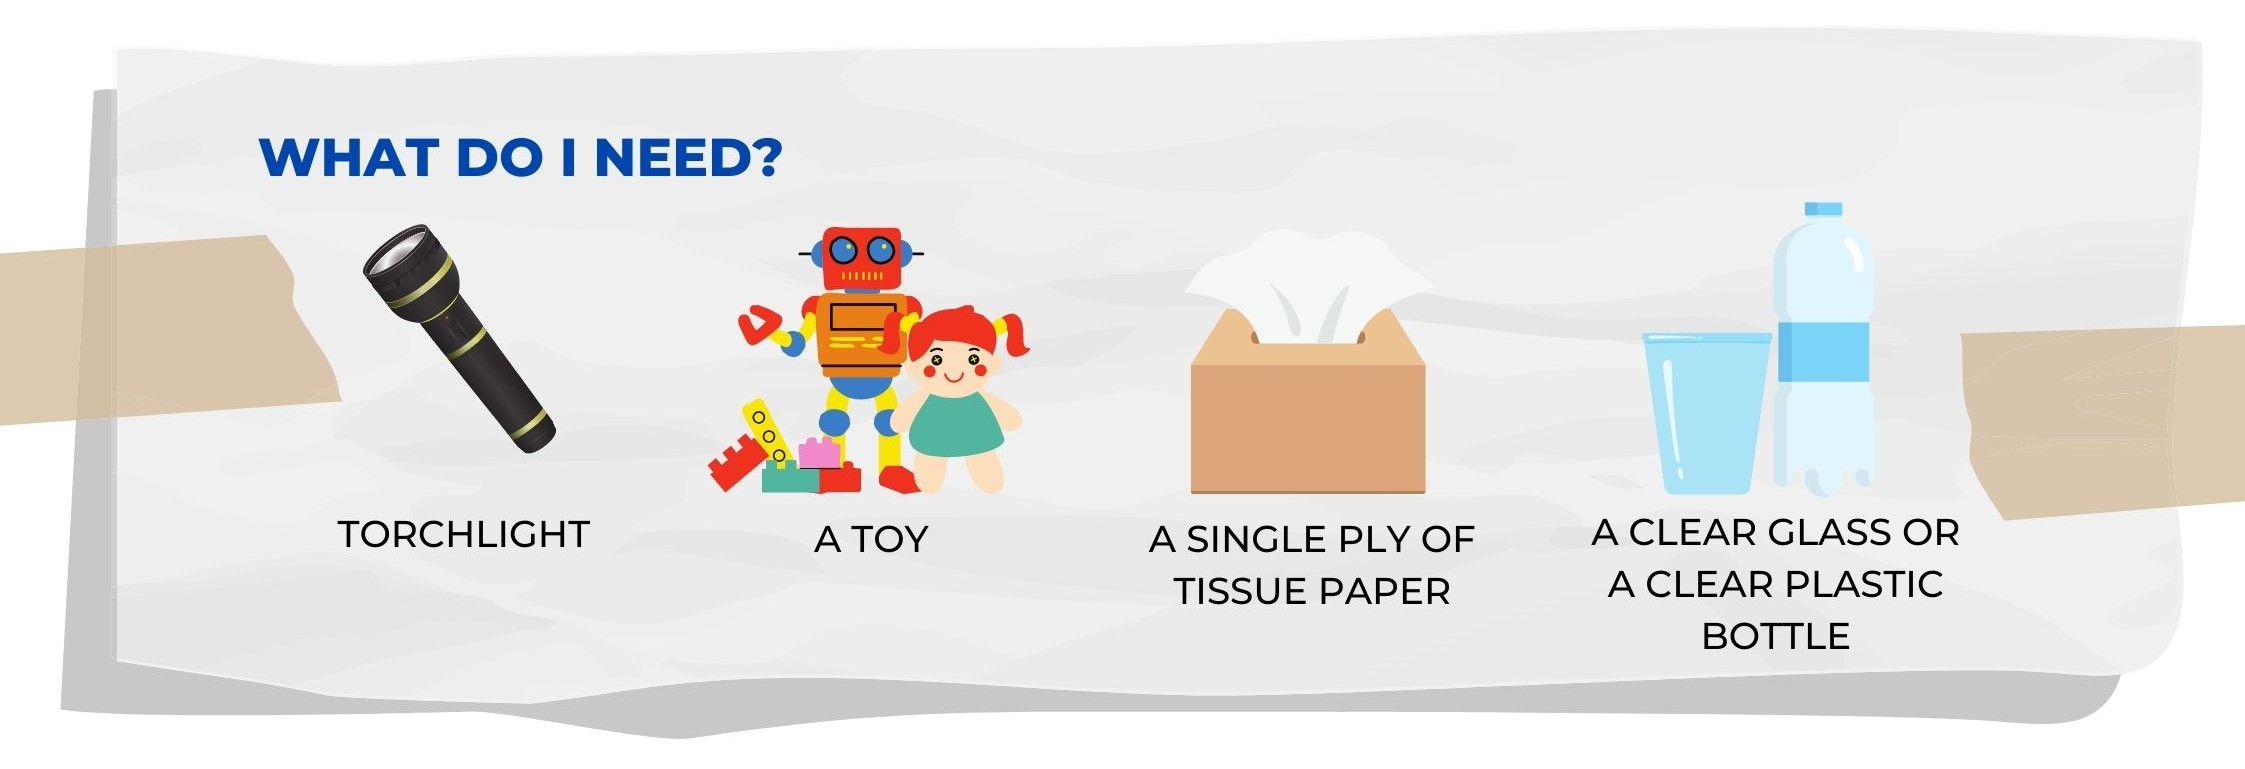 WHAT DO I NEED?
TORCHLIGHT
A TOY
A SINGLE PLY OF
TISSUE PAPER
A CLEAR GLASS OR
A CLEAR PLASTIC
BOTTLE